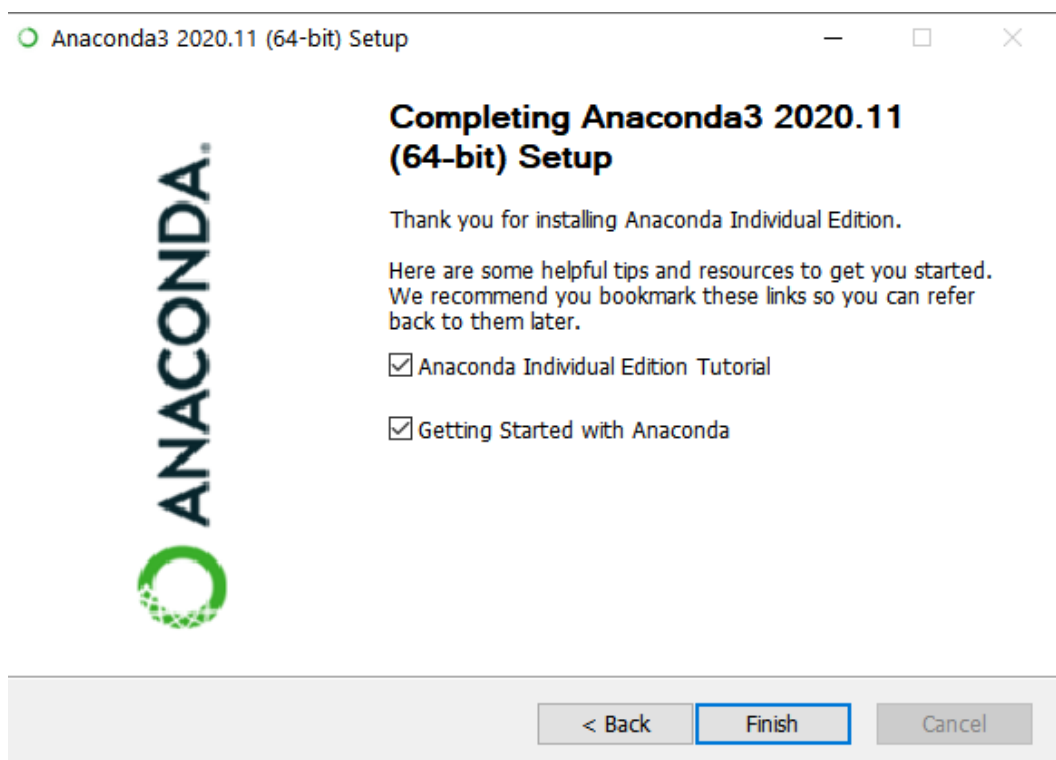 Anaconda3 2020.11 (64-bit) Setup
Completing Anaconda3 2020.11
(64-bit) Setup
ANACONDA.
Thank you for installing Anaconda Individual Edition.
Here are some helpful tips and resources to get you started.
We recommend you bookmark these links so you can refer
back to them later.
Anaconda Individual Edition Tutorial
Getting Started with Anaconda
< Back
Finish
Cancel